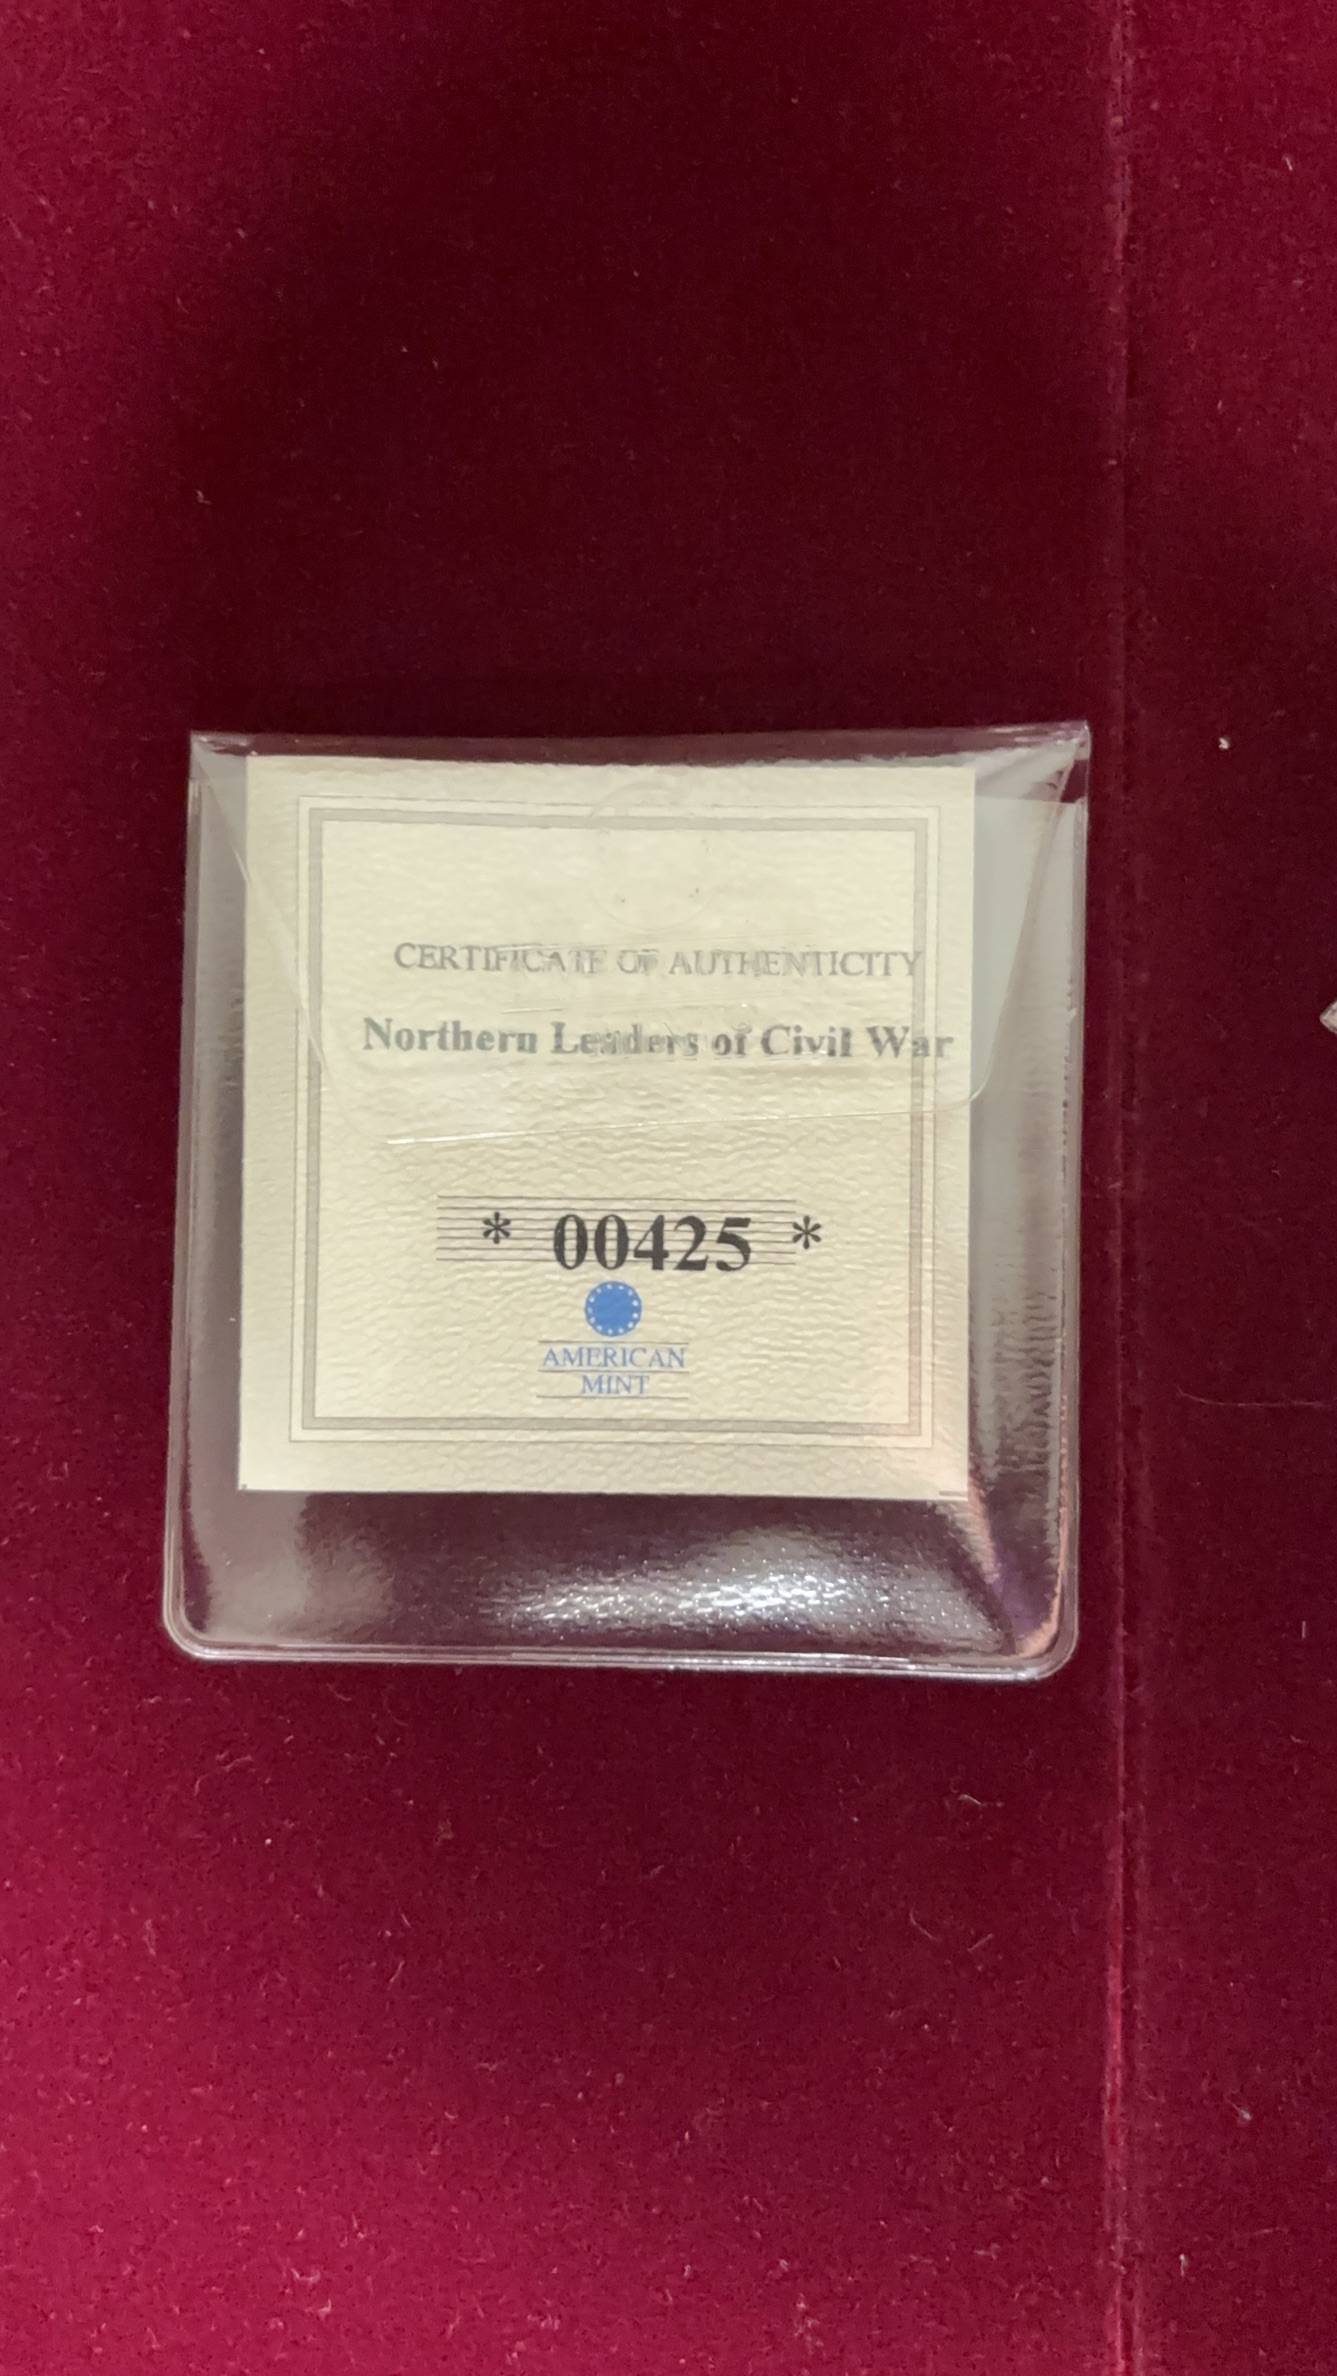 CERTIFICATE OF AUTHENTICITY
Northern Leaders of Civil War
* 00425 *
AMERICAN
MINT